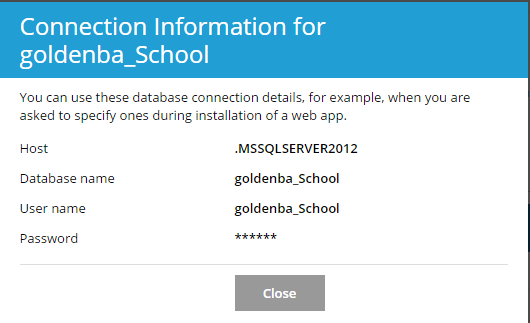 Connection Information for
goldenba_School
You can use these database connection details, for example, when you are
asked to specify ones during installation of a web app.
Host .MSSQLSERVER2012
Database name goldenba_School
User name goldenba_School
Password ******
Close